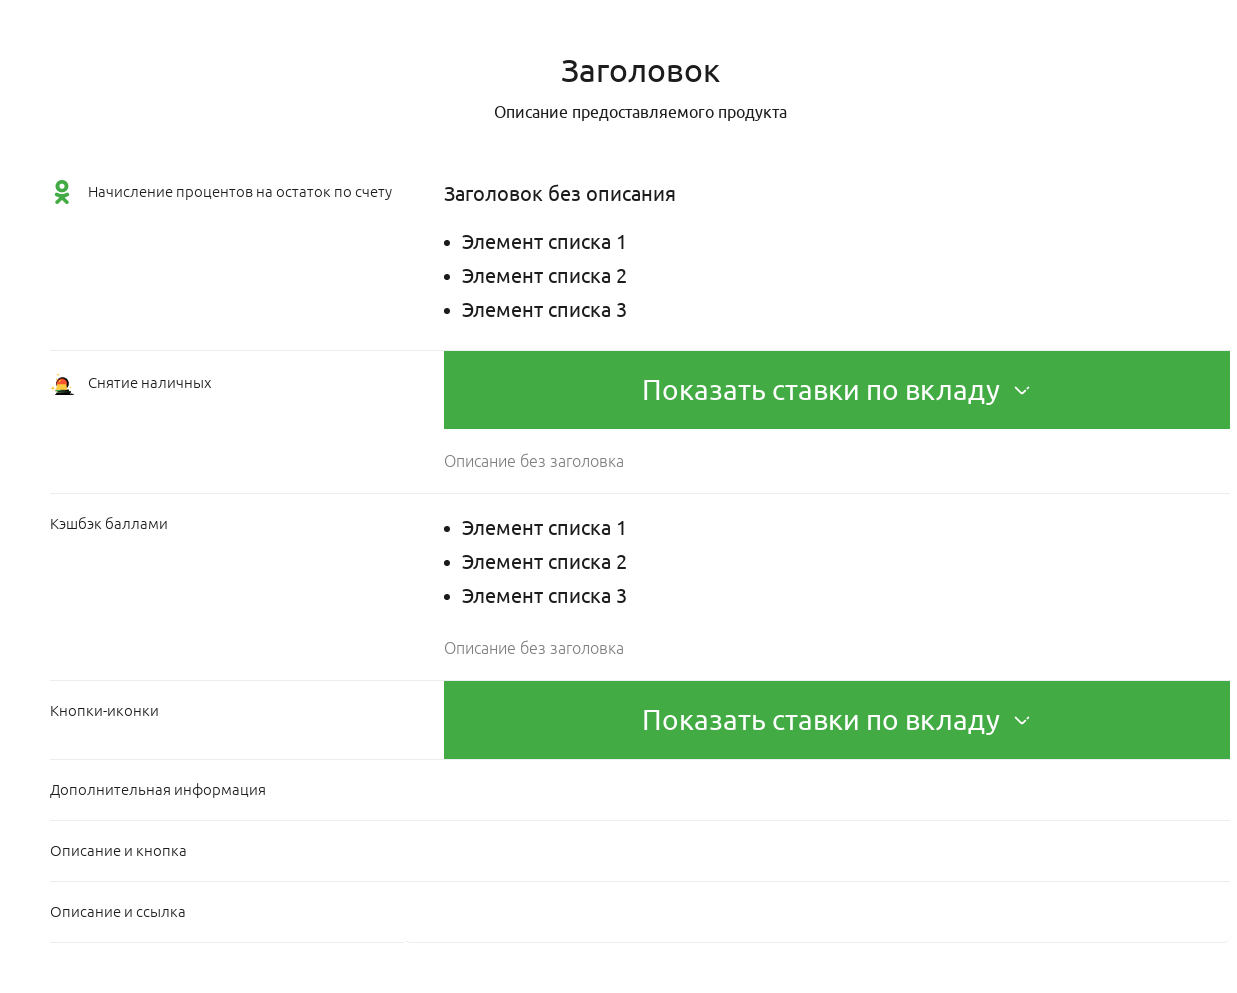 Заголовок
Описание предоставляемого продукта
Начисление процентов на остаток по счету
Заголовок без описания
Элемент списка 1
Элемент списка 2
Элемент списка 3
Снятие наличных
Показать ставки по вкладу
Описание без заголовка
Кэшбэк баллами
Элемент списка 1
Элемент списка 2
Элемент списка 3
Описание без заголовка
Кнопки-иконки
Показать ставки по вкладу
Дополнительная информация
Описание и кнопка
Описание и ссылка